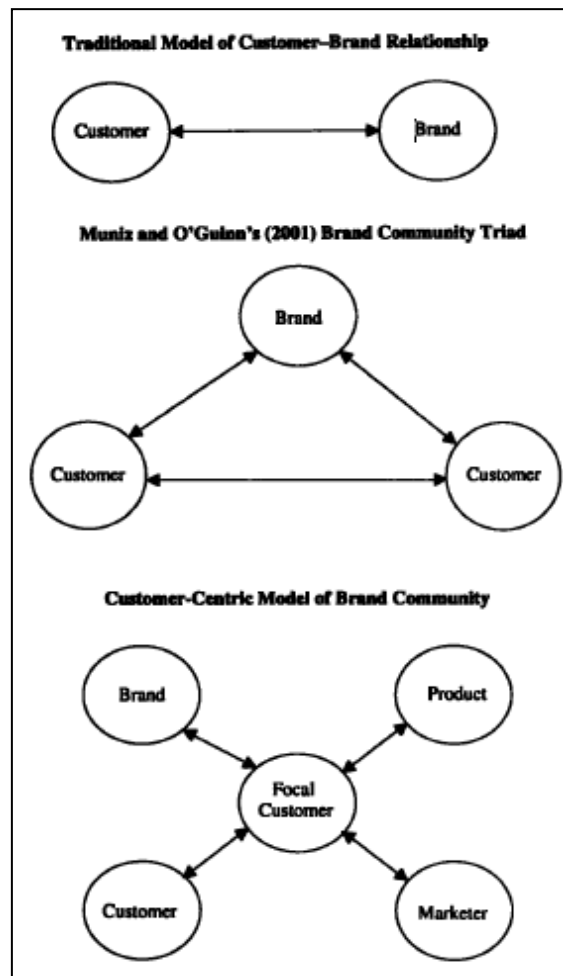 Traditional Model of Customer–Brand Relationship
Customer
Brand
Muniz and O'Guinn's (2001) Brand Community Triad
Brand
Customer
Customer
Customer-Centric Model of Brand Community
Brand
Product
Focal
Customer
Customer
Marketer